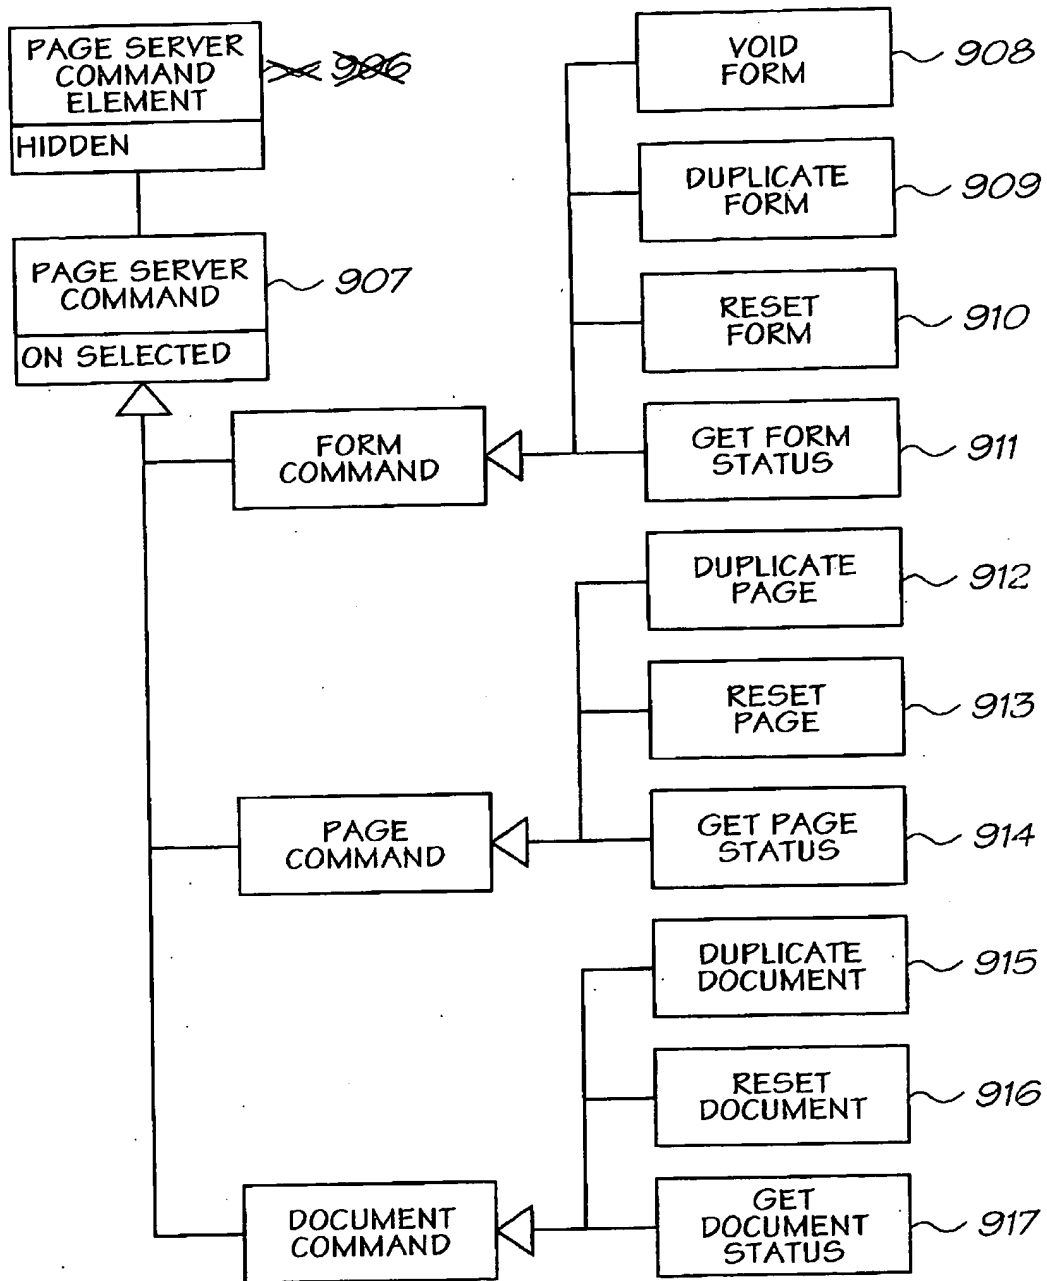 PAGE SERVER
COMMAND
ELEMENT
906
HIDDEN
PAGE SERVER
COMMAND
907
ON SELECTED
FORM
COMMAND
VOID
FORM
908
DUPLICATE
FORM
909
RESET
FORM
910
GET FORM
STATUS
911
PAGE
COMMAND
DUPLICATE
PAGE
912
RESET
PAGE
913
GET PAGE
STATUS
914
DOCUMENT
COMMAND
DUPLICATE
DOCUMENT
915
RESET
DOCUMENT
916
GET
DOCUMENT
STATUS
917